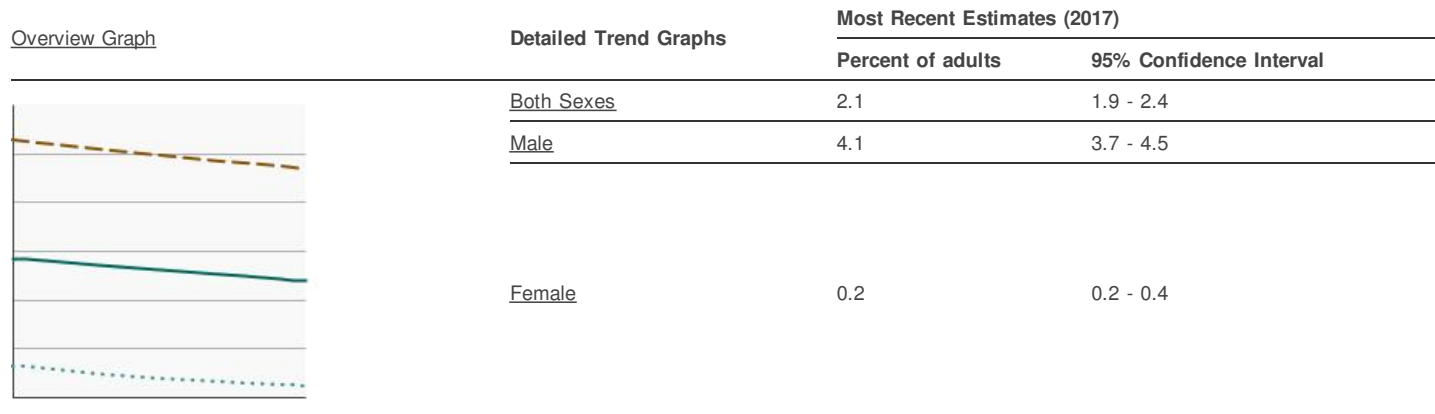 Overview Graph
Detailed Trend Graphs
Most Recent Estimates (2017)
Percent of adults
95% Confidence Interval
Both Sexes 2.1 1.9 - 2.4
Male 4.1 3.7 - 4.5
Female 0.2 0.2 - 0.4